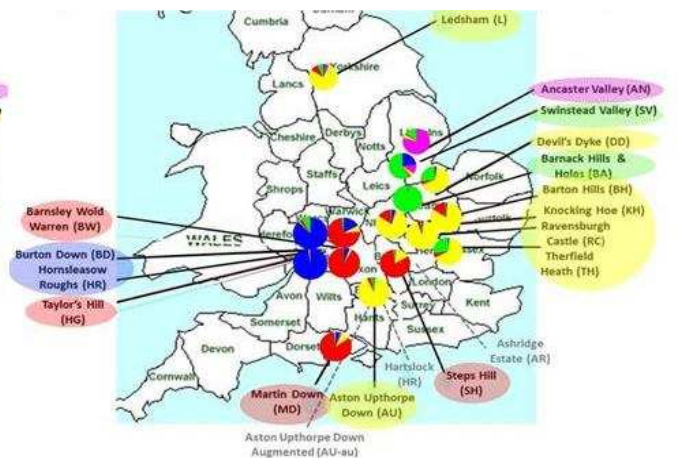 Cumbria
Ledsham (L)
Yorkshire
Lancs
Ancaster Valley (AN)
Swinstead Valley (SV)
Cheshire
Derbys
Notts
Devil's Dyke (DD)
Barnack Hills &
Holes (BA)
Staffs
Norfolk
Shrops
Leics
Barton Hills (BH)
Knocking Hoe (KH)
Ravensburgh
Castle (RC)
Therfield
Heath (TH)
Barnsley Wold
Warren (BW)
Warwick
WALES
Burton Down (BD)
Hornsleasow
Roughs (HR)
Taylor's Hill
(HG)
Avon
Wilts
London
Surrey
Kent
Somerset
Hants
Sussex
Devon
Dorset
Cornwall
Ashridge
Estate (AR)
Hartslock
(HR)
Steps Hill
(SH)
Martin Down
(MD)
Aston Upthorpe
Down (AU)
Aston Upthorpe Down
Augmented (AU-au)